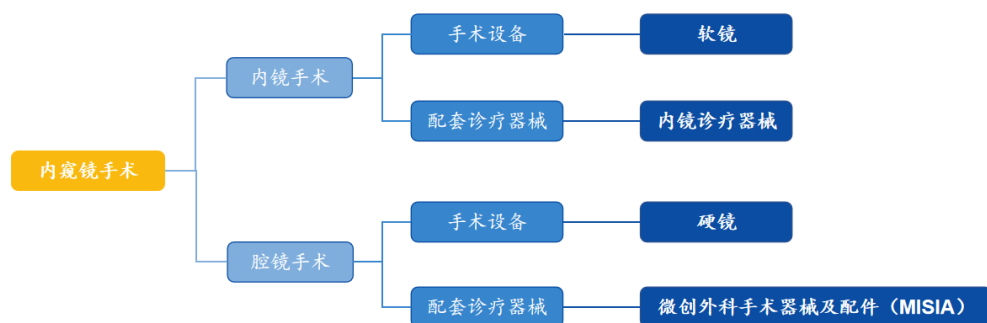 手术设备
软镜
内镜手术
配套诊疗器械
内镜诊疗器械
内窥镜手术
手术设备
硬镜
腔镜手术
配套诊疗器械
微创外科手术器械及配件（MISIA）